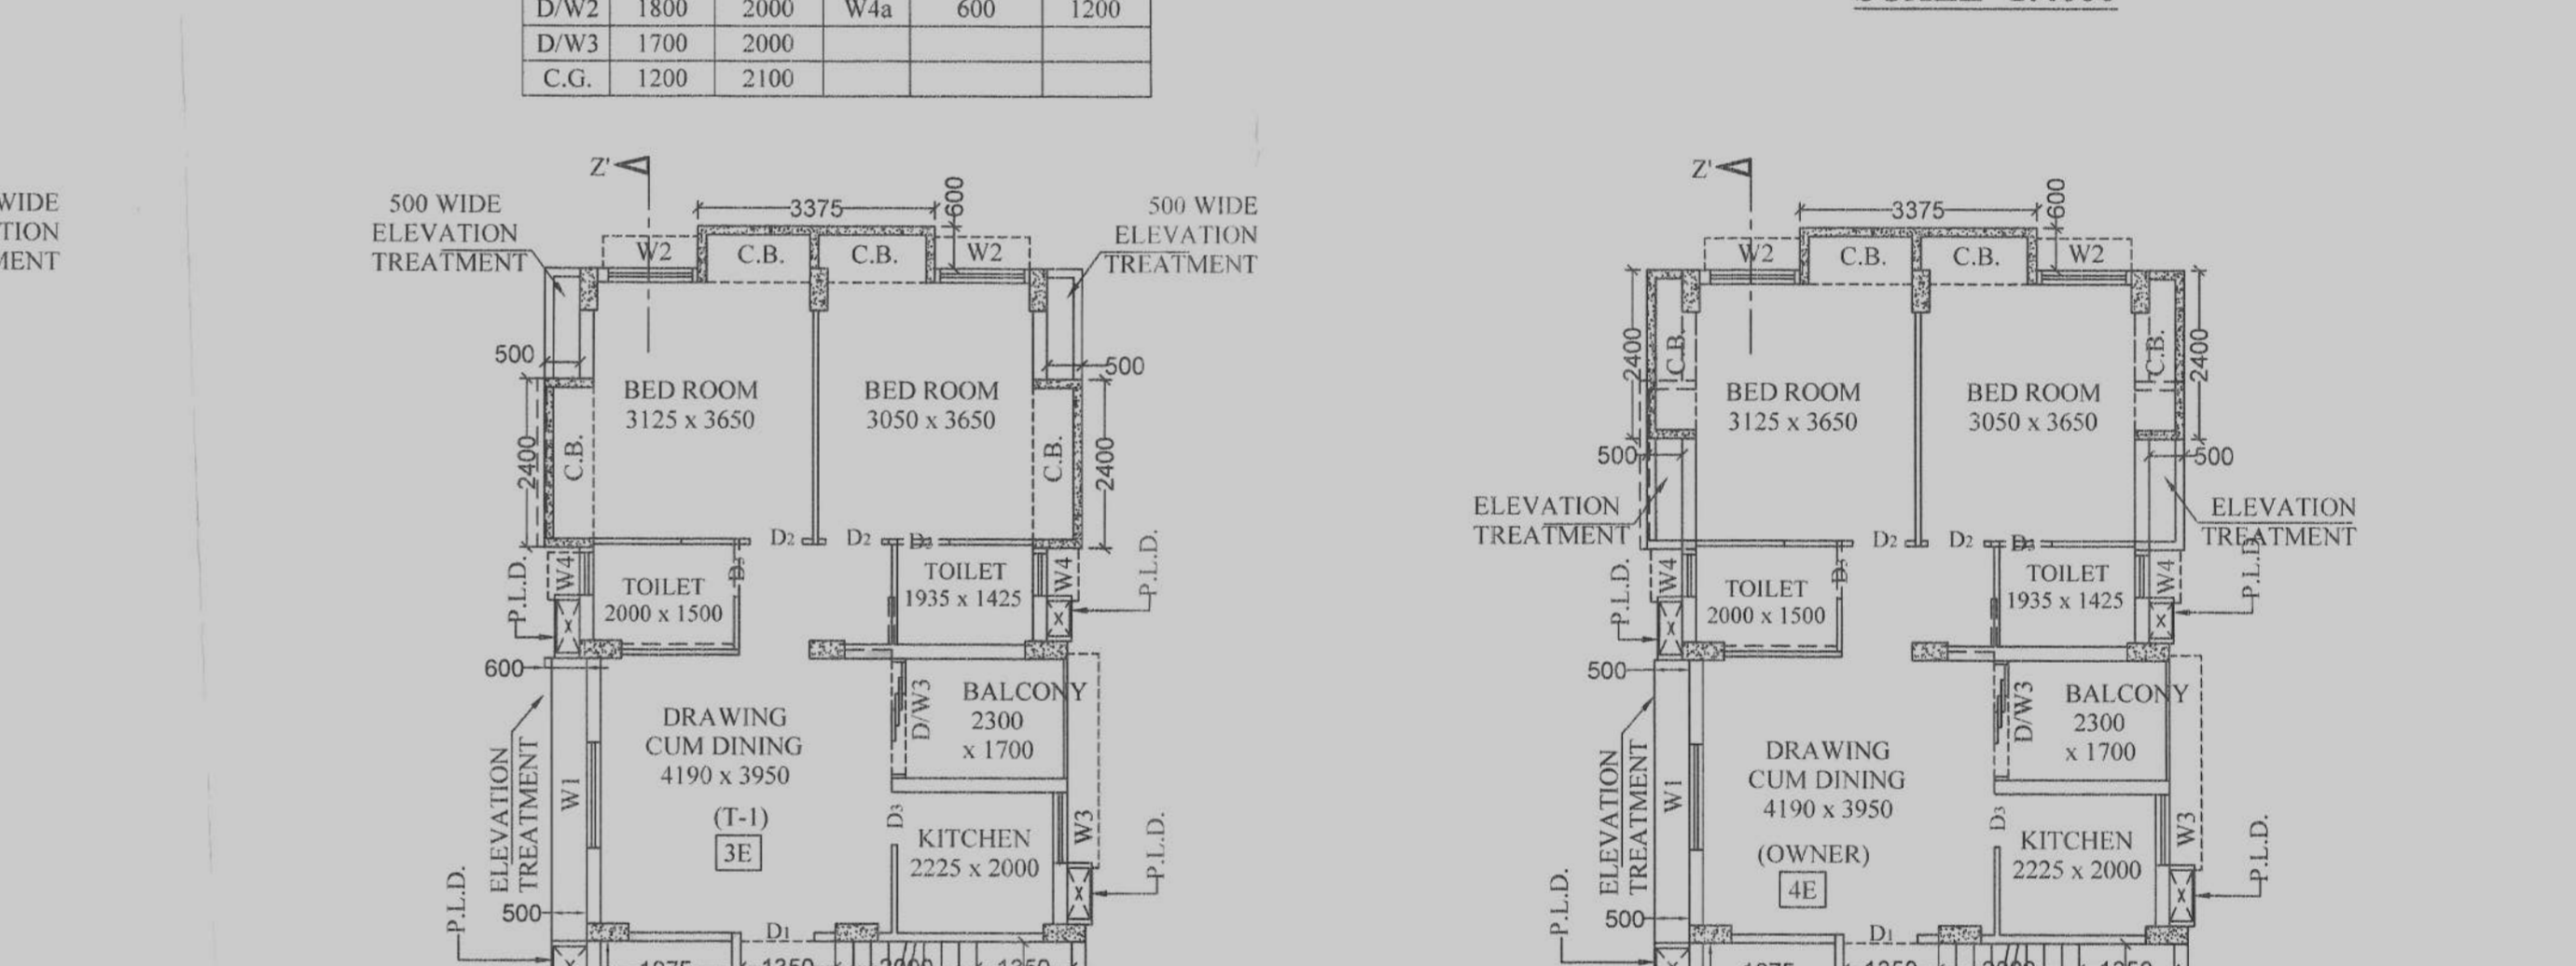 D/W2 1800 2000 W4a 600 1200
D/W3 1700 2000
C.G. 1200 2100
WIDE
TION
MENT
Z'
500 WIDE
ELEVATION
TREATMENT
3375
600
500 WIDE
ELEVATION
TREATMENT
W2
C.B.
C.B.
W2
500
500
BED ROOM
3125 x 3650
BED ROOM
3050 x 3650
2400
C.B.
C.B.
2400
D2
D2
P.L.D.
W4
TOILET
2000 x 1500
TOILET
1935 x 1425
W4
P.L.D.
600
ELEVATION
TREATMENT
W1
DRAWING
CUM DINING
4190 x 3950
(T-1)
3E
D/W3
BALCONY
2300
x 1700
D3
KITCHEN
2225 x 2000
W3
P.L.D.
P.L.D.
500
D1
Z'
3375
600
W2
C.B.
C.B.
W2
2400
C.B.
C.B.
2400
BED ROOM
3125 x 3650
BED ROOM
3050 x 3650
500
500
ELEVATION
TREATMENT
ELEVATION
TREATMENT
D2
D2
P.L.D.
W4
TOILET
2000 x 1500
TOILET
1935 x 1425
W4
P.L.D.
500
ELEVATION
TREATMENT
W1
DRAWING
CUM DINING
4190 x 3950
(OWNER)
4E
D/W3
BALCONY
2300
x 1700
D3
KITCHEN
2225 x 2000
W3
P.L.D.
P.L.D.
500
D1